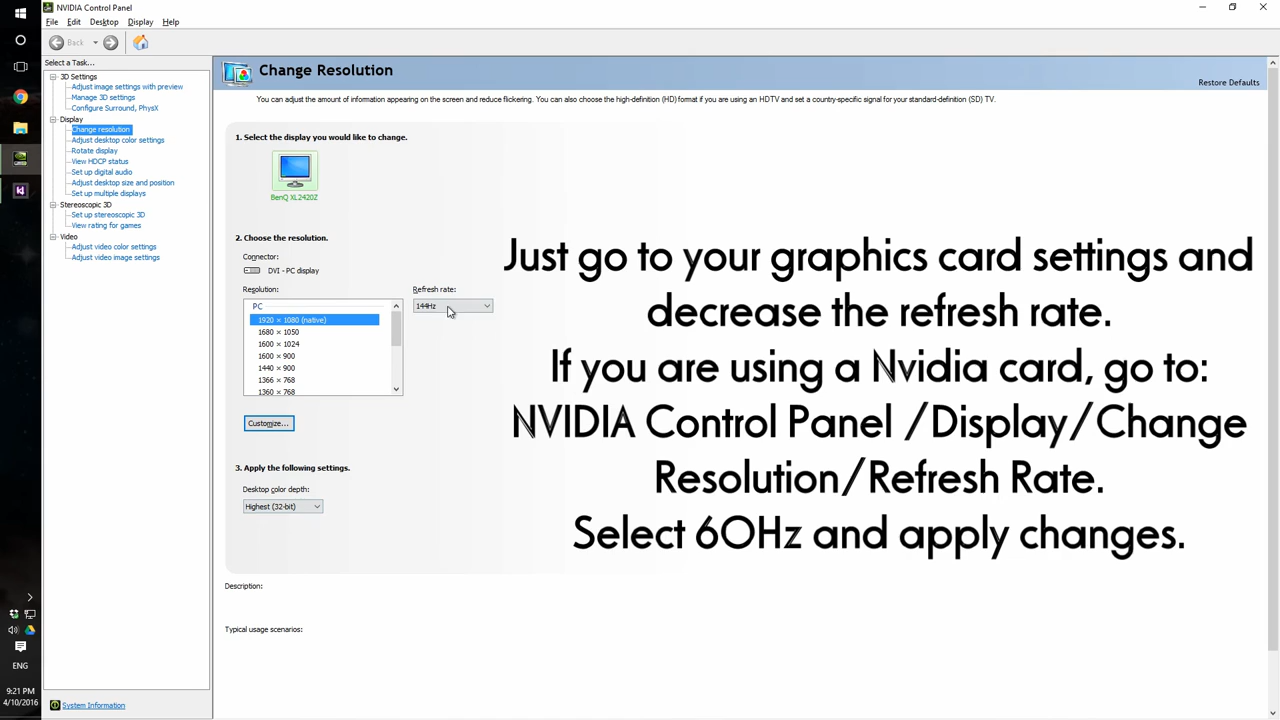 NVIDIA Control Panel
File Edit Desktop Display Help
Back
Select a Task...
3D Settings
Adjust image settings with preview
Manage 3D settings
Configure Surround, PhysX
Display
Change resolution
Adjust desktop color settings
Rotate display
View HDCP status
Set up digital audio
Adjust desktop size and position
Set up multiple displays
Stereoscopic 3D
Set up stereoscopic 3D
View rating for games
Video
Adjust video color settings
Adjust video image settings
System Information
Change Resolution
Restore Defaults
You can adjust the amount of information appearing on the screen and reduce flickering. You can also choose the high-definition (HD) format if you are using an HDTV and set a country-specific signal for your standard-definition (SD) TV.
1. Select the display you would like to change.
BenQ XL2420Z
2. Choose the resolution.
Connector:
DVI - PC display
Resolution:
Refresh rate:
PC
144Hz
1920 × 1080 (native)
1680 × 1050
1600 × 1024
1600 × 900
1440 × 900
1366 × 768
1360 × 768
Customize...
3. Apply the following settings.
Desktop color depth:
Highest (32-bit)
Description:
Typical usage scenarios:
Just go to your graphics card settings and
decrease the refresh rate.
If you are using a Nvidia card, go to:
NVIDIA Control Panel /Display/Change
Resolution/Refresh Rate.
Select 60Hz and apply changes.
ENG
9:21 PM
4/10/2016